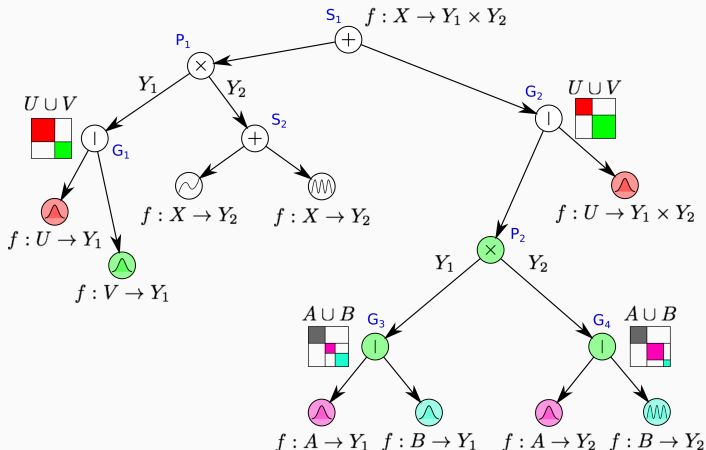 S₁ f : X → Y₁ × Y₂
P₁
+
×
Y₁ Y₂
U ∪ V
U ∪ V
G₂
S₂
|
|
+
G₁
f : X → Y₂ f : X → Y₂
f : U → Y₁ × Y₂
f : U → Y₁
P₂
×
Y₁ Y₂
f : V → Y₁
A ∪ B
A ∪ B
G₃ G₄
| |
f : A → Y₁ f : B → Y₁ f : A → Y₂ f : B → Y₂